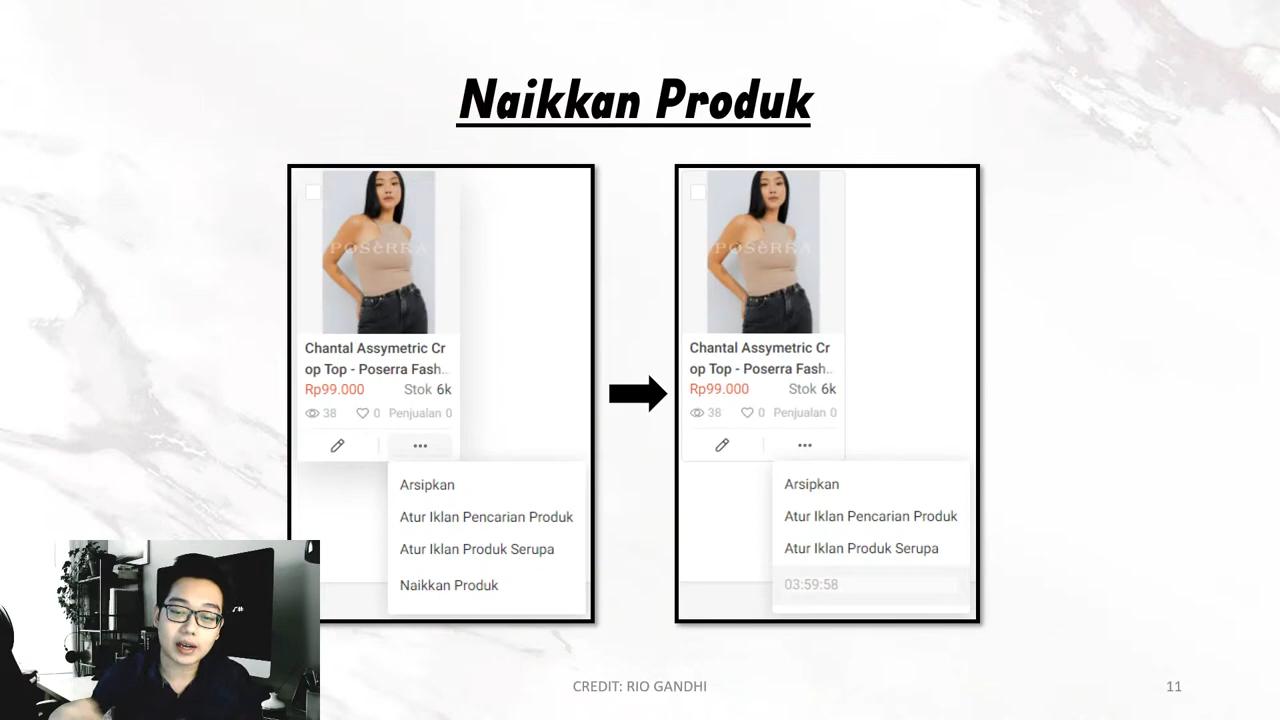 Naikkan Produk
POSèRRA
Chantal Assymetric Cr
op Top - Poserra Fash..
Rp99.000 Stok 6k
38 0 Penjualan 0
Arsipkan
Atur Iklan Pencarian Produk
Atur Iklan Produk Serupa
Naikkan Produk
POSèRRA
Chantal Assymetric Cr
op Top - Poserra Fash..
Rp99.000 Stok 6k
38 0 Penjualan 0
Arsipkan
Atur Iklan Pencarian Produk
Atur Iklan Produk Serupa
03:59:58
CREDIT: RIO GANDHI
11